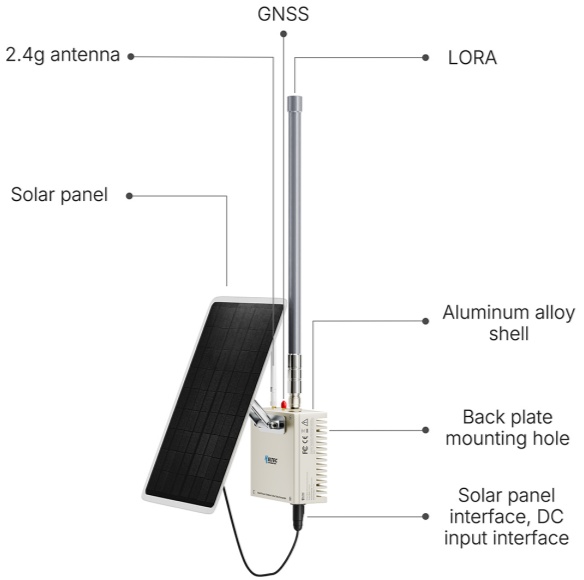 GNSS
2.4g antenna
LORA
Solar panel
Aluminum alloy
shell
Back plate
mounting hole
Solar panel
interface, DC
input interface